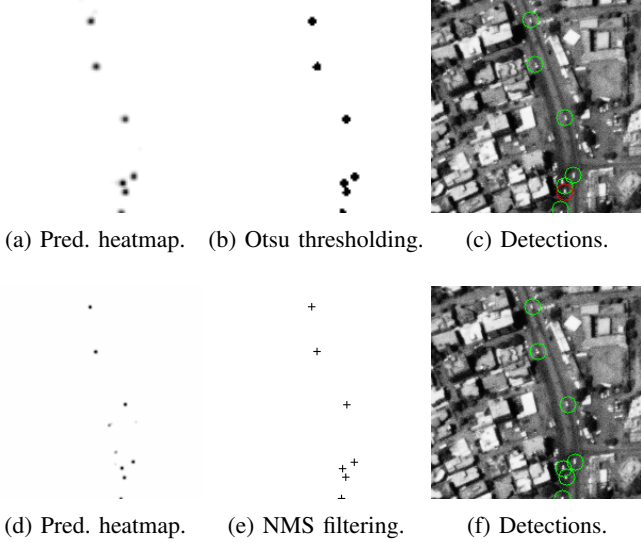 (a) Pred. heatmap. (b) Otsu thresholding. (c) Detections.
(d) Pred. heatmap. (e) NMS filtering. (f) Detections.